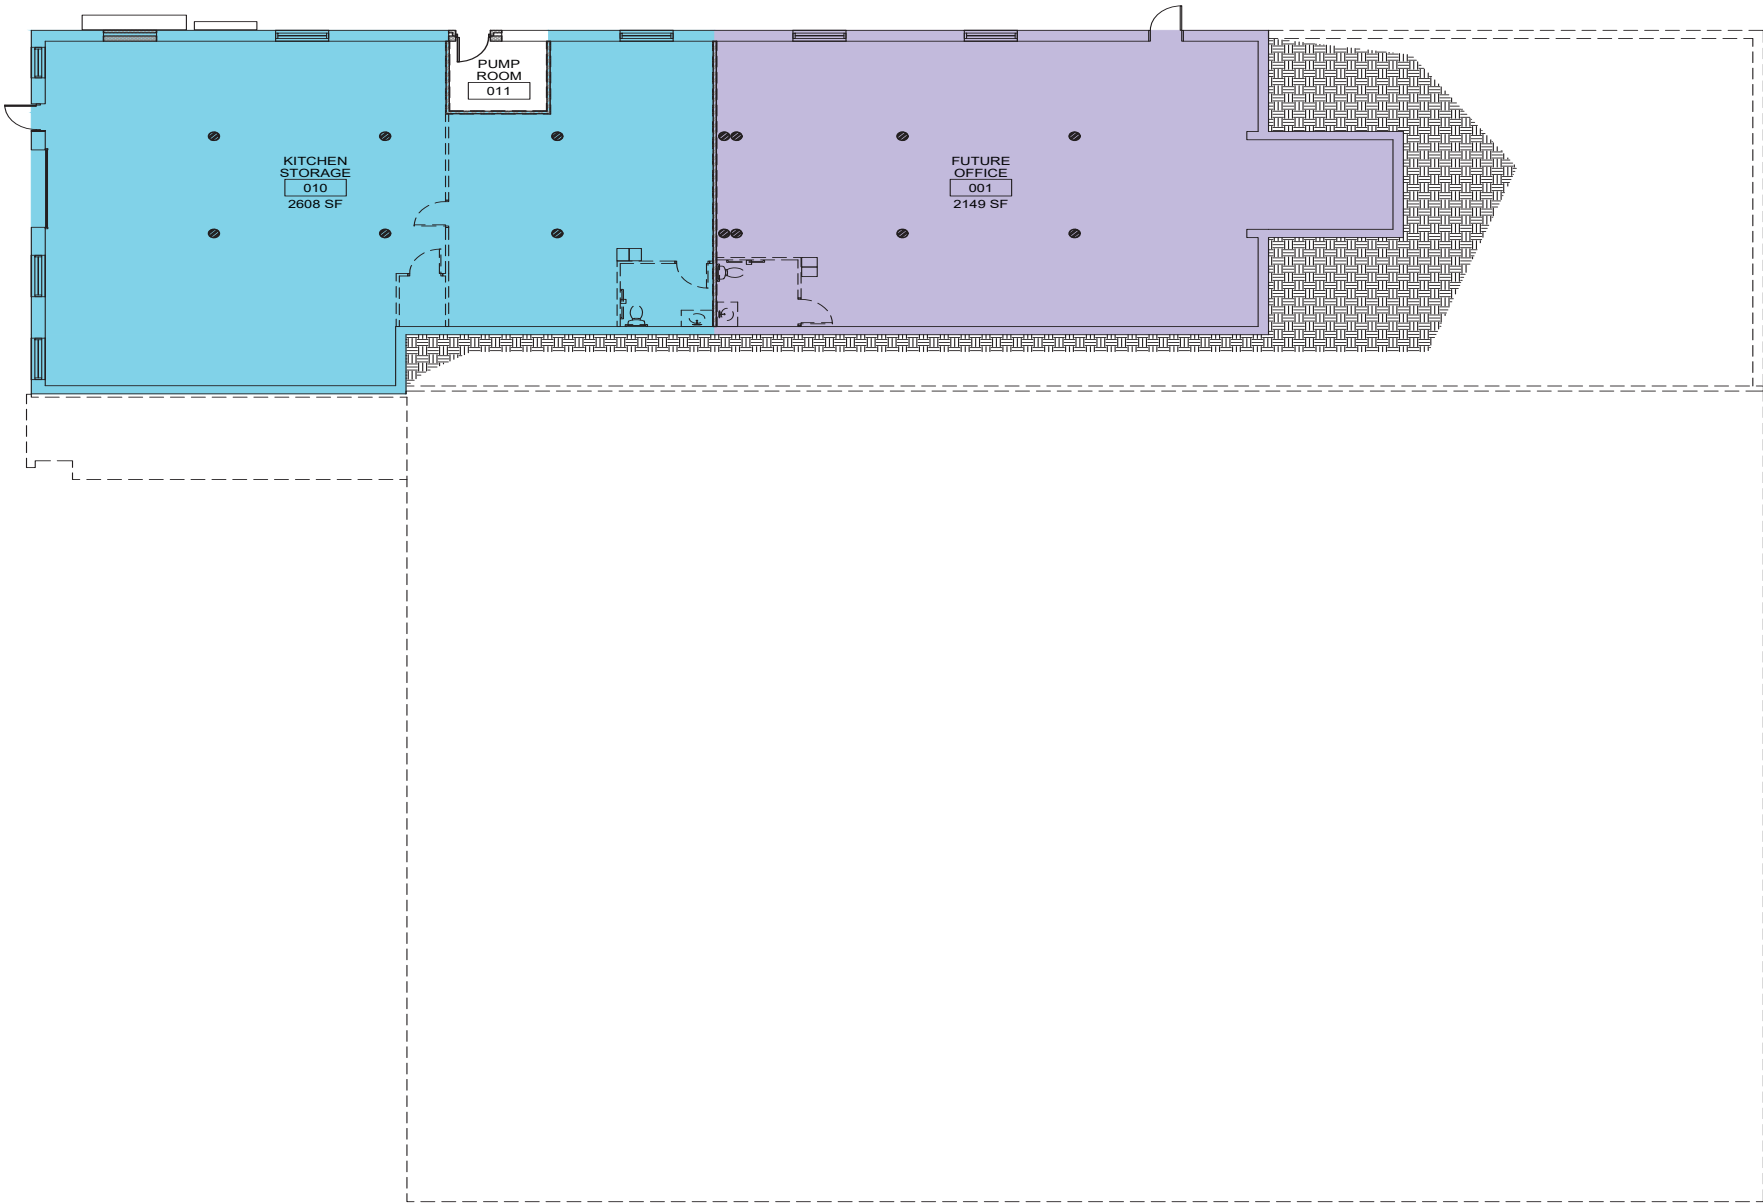 PUMP
ROOM
011
KITCHEN
STORAGE
010
2608 SF
FUTURE
OFFICE
001
2149 SF